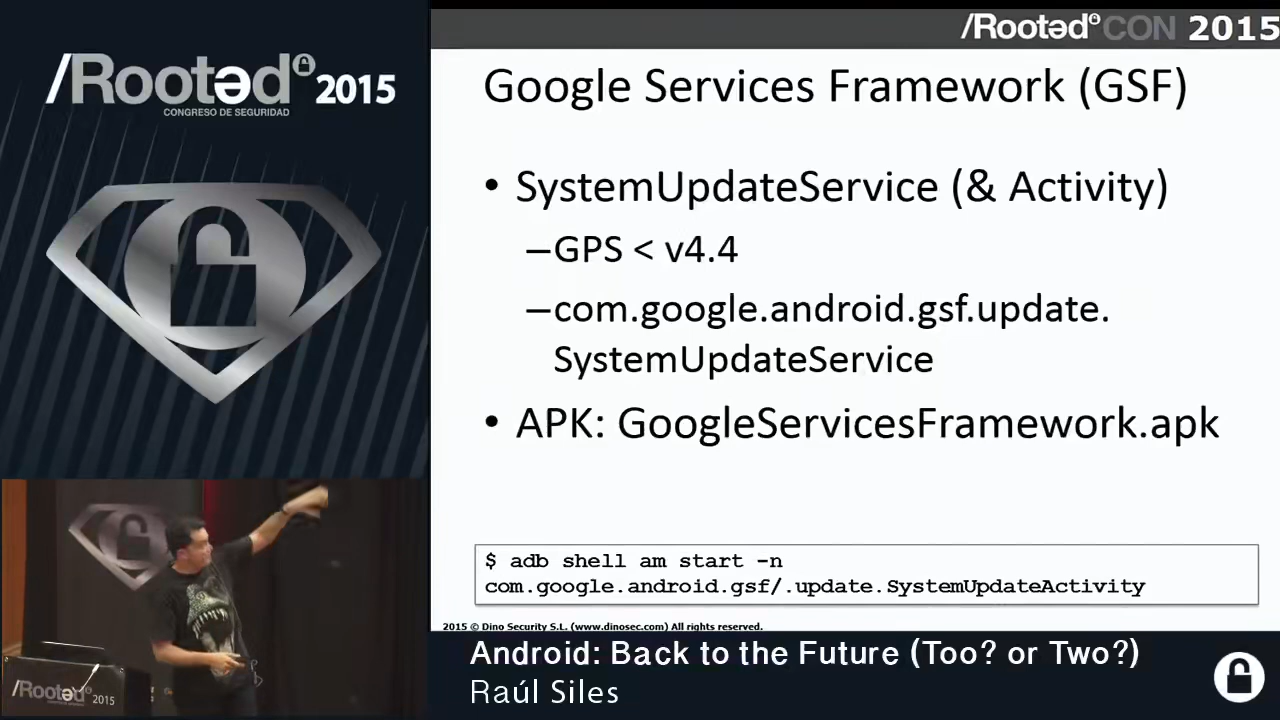 /Rootəd 2015
CONGRESO DE SEGURIDAD
/Rootəd CON 2015
Google Services Framework (GSF)
• SystemUpdateService (& Activity)
–GPS < v4.4
–com.google.android.gsf.update.
SystemUpdateService
• APK: GoogleServicesFramework.apk
$ adb shell am start -n
com.google.android.gsf/.update.SystemUpdateActivity
2015 © Dino Security S.L. (www.dinosec.com) All rights reserved.
Android: Back to the Future (Too? or Two?)
Raúl Siles
/Rootəd 2015